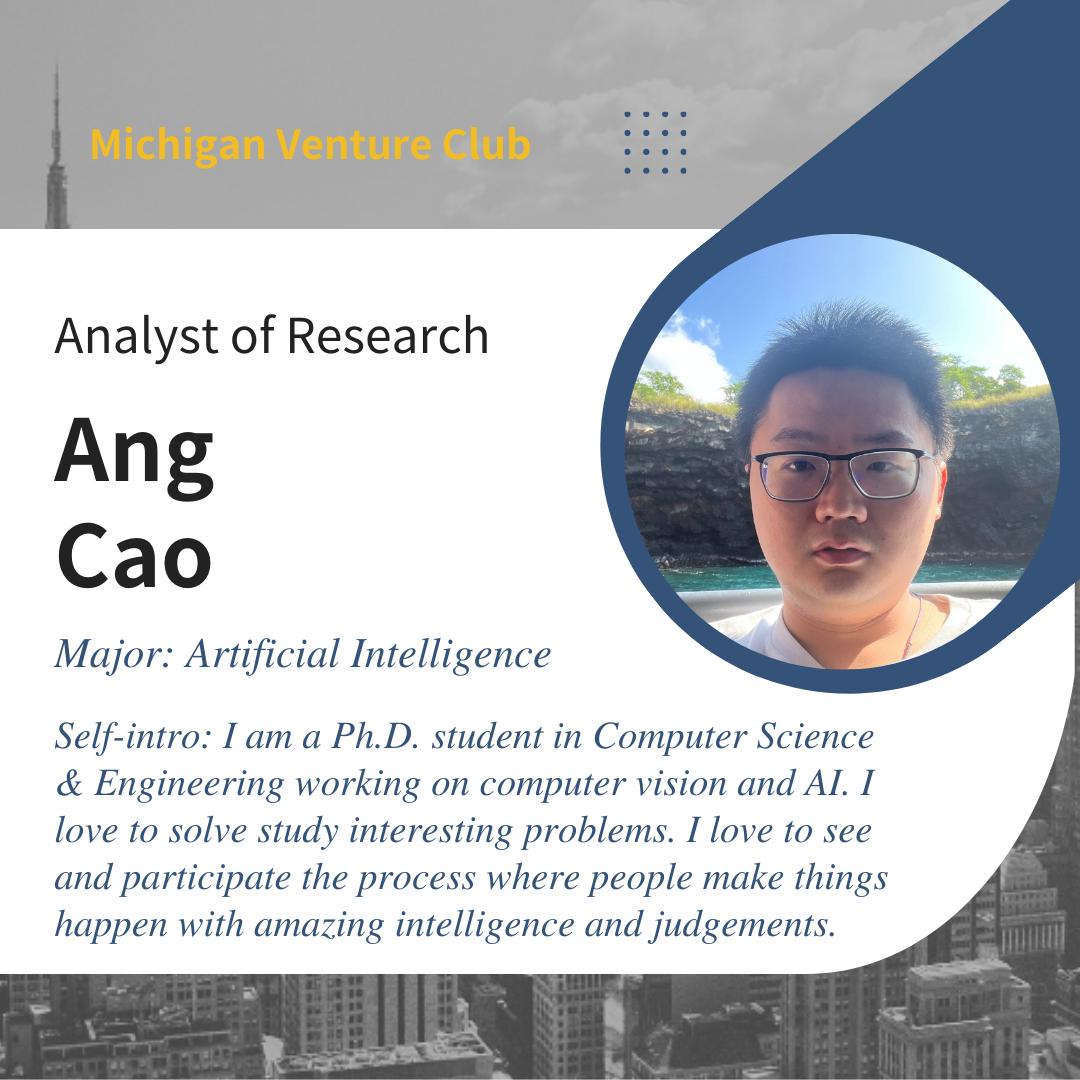 Michigan Venture Club
Analyst of Research
Ang
Cao
Major: Artificial Intelligence
Self-intro: I am a Ph.D. student in Computer Science
& Engineering working on computer vision and AI. I
love to solve study interesting problems. I love to see
and participate the process where people make things
happen with amazing intelligence and judgements.